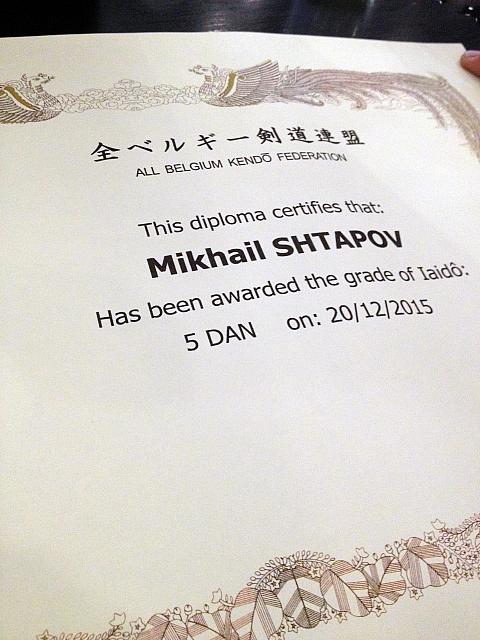 全ベルギー剣道連盟
ALL BELGIUM KENDŌ FEDERATION
This diploma certifies that:
Mikhail SHTAPOV
Has been awarded the grade of Iaidô:
5 DAN on: 20/12/2015